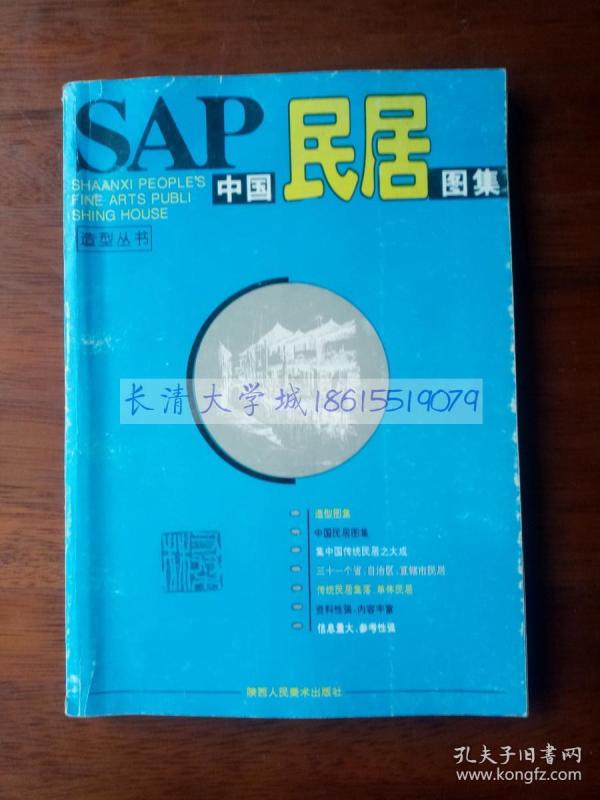 SAP
SHAANXI PEOPLE'S
FINE ARTS PUBLI
SHING HOUSE
中国民居图集
造型丛书
长清大学城18615519079
造型图集
中国民居图集
集中国传统民居之大成
三十一个省、自治区、直辖市民居
传统民居集落、单体民居
资料性强、内容丰富
信息量大、参考性强
陕西人民美术出版社
孔夫子旧书网
www.kongfz.com